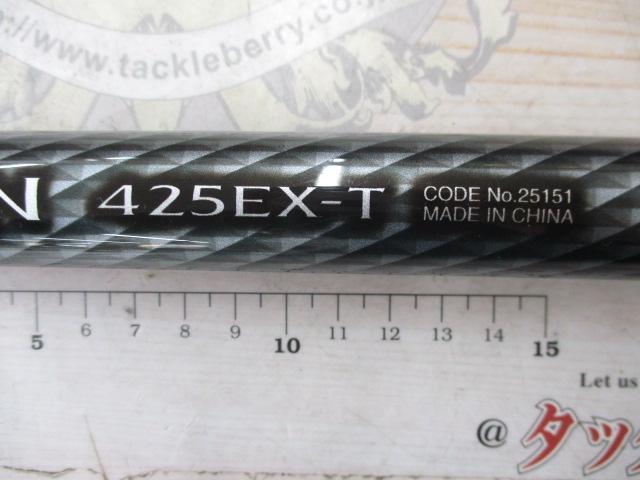 ://www.tackleberry.co.jp
N 425EX-T
CODE No.25151
MADE IN CHINA
5 6 7 8 9 10 11 12 13 14 15
Let us
@タック